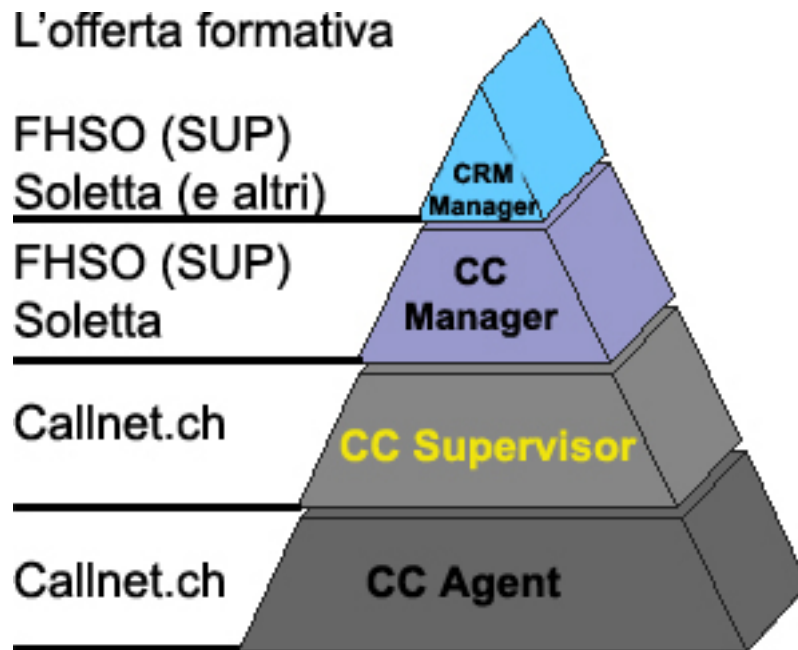 L'offerta formativa
FHSO (SUP)
Soletta (e altri)
CRM
Manager
FHSO (SUP)
Soletta
CC
Manager
Callnet.ch
CC Supervisor
Callnet.ch
CC Agent